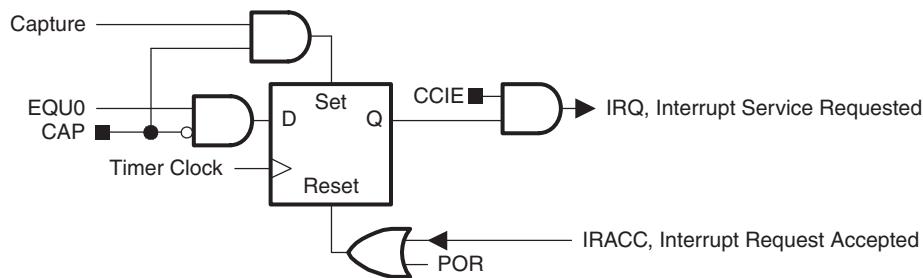 Capture
EQU0
CAP
Timer Clock
Set
D
Q
Reset
CCIE
IRQ, Interrupt Service Requested
IRACC, Interrupt Request Accepted
POR